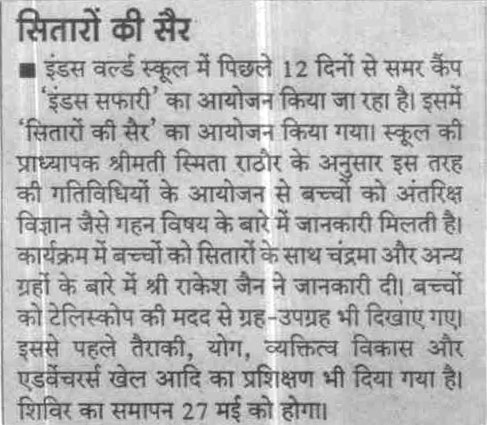 सितारों की सैर
■ इंडस वर्ल्ड स्कूल में पिछले 12 दिनों से समर कैंप
'इंडस सफारी' का आयोजन किया जा रहा है। इसमें
'सितारों की सैर' का आयोजन किया गया। स्कूल की
प्राध्यापक श्रीमती स्मिता राठौर के अनुसार इस तरह
की गतिविधियों के आयोजन से बच्चों को अंतरिक्ष
विज्ञान जैसे गहन विषय के बारे में जानकारी मिलती है।
कार्यक्रम में बच्चों को सितारों के साथ चंद्रमा और अन्य
ग्रहों के बारे में श्री राकेश जैन ने जानकारी दी। बच्चों
को टेलिस्कोप की मदद से ग्रह-उपग्रह भी दिखाए गए।
इससे पहले तैराकी, योग, व्यक्तित्व विकास और
एडवेंचरर्स खेल आदि का प्रशिक्षण भी दिया गया है।
शिविर का समापन 27 मई को होगा।